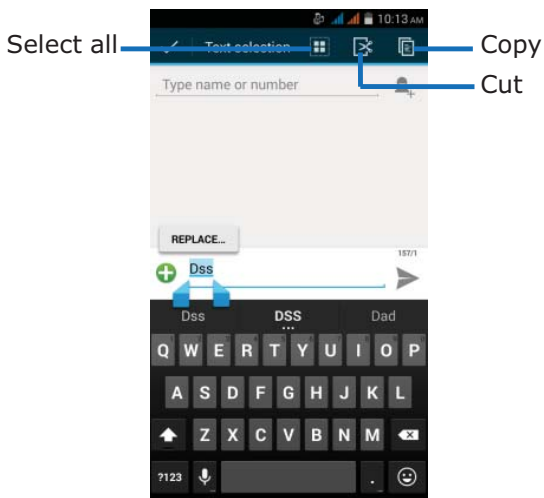 10:13 AM
Select all
Text selection
Copy
Cut
Type name or number
REPLACE...
157/1
Dss
Dss DSS Dad
Q W E R T Y U I O P
A S D F G H J K L
Z X C V B N M
?123 .